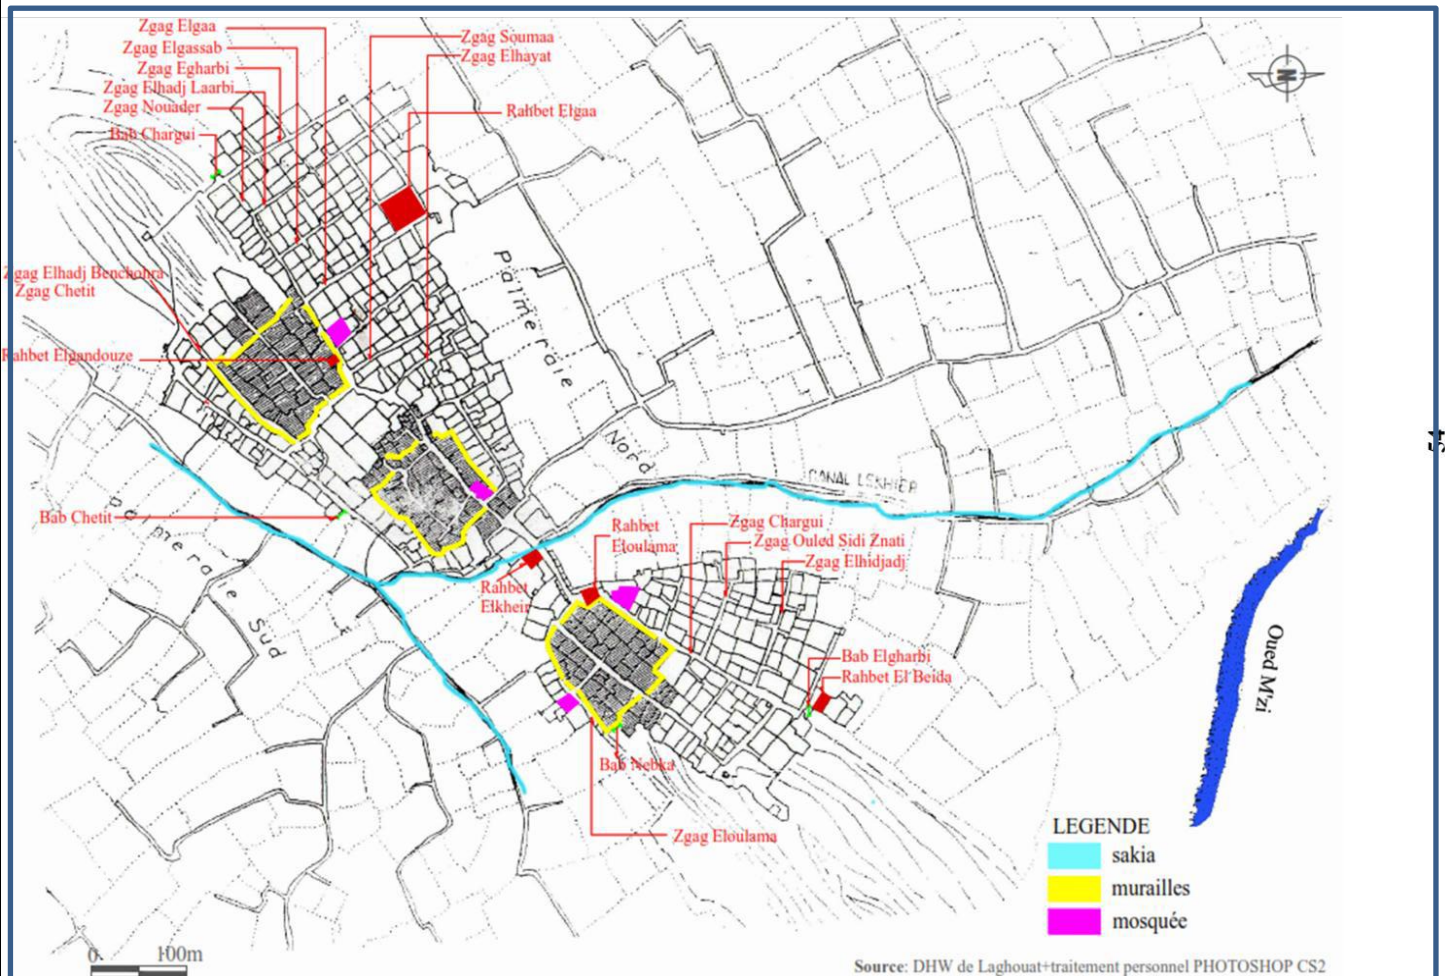 Zgag Elgaa
Zgag Elgassab
Zgag Egharbi
Zgag Elhadj Laarbi
Zgag Nouader
Bab Chargui
Zgag Soumaa
Zgag Elhayat
Rahbet Elgaa
N
Zgag Elhadj Benchohra
Zgag Chetit
Rahbet Elgandouze
Palmeraie
Nord
CANAL LEKHIER
Bab Chetit
Palmeraie
Sud
Rahbet
Elkheir
Rahbet
Eloulama
Zgag Chargui
Zgag Ouled Sidi Znati
Zgag Elhidjadj
Bab Elgharbi
Rahbet El Beida
Oued M'zi
Bab Nebka
Zgag Eloulama
LEGENDE
sakia
murailles
mosquée
0 100m
Source: DHW de Laghouat+traitement personnel PHOTOSHOP CS2